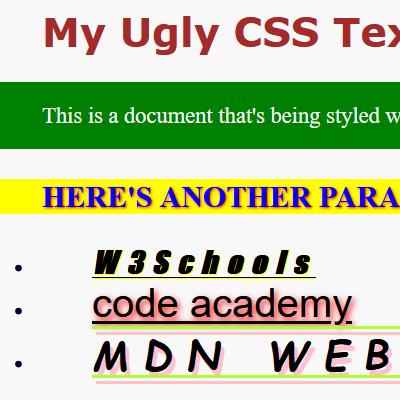 My Ugly CSS Tex
This is a document that's being styled w
HERE'S ANOTHER PARA
W3Schools
code academy
MDN WEB